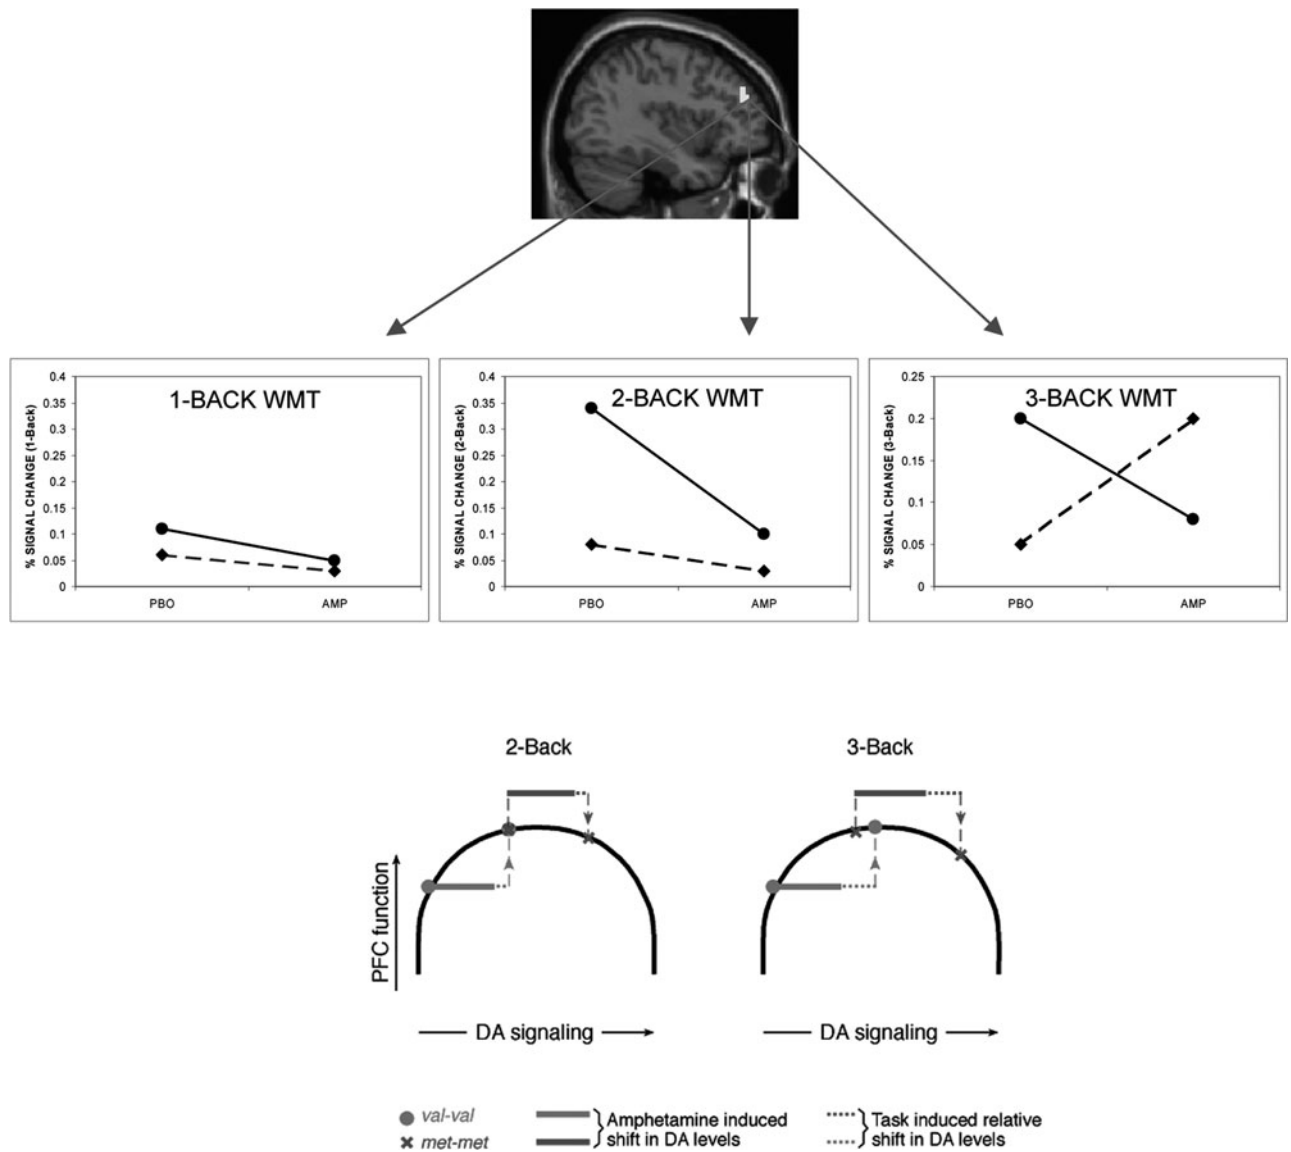 1-BACK WMT
% SIGNAL CHANGE (1-Back)
0.4
0.35
0.3
0.25
0.2
0.15
0.1
0.05
0
PBO AMP
2-BACK WMT
% SIGNAL CHANGE (2-Back)
0.4
0.35
0.3
0.25
0.2
0.15
0.1
0.05
0
PBO AMP
3-BACK WMT
% SIGNAL CHANGE (3-Back)
0.25
0.2
0.15
0.1
0.05
0
PBO AMP
2-Back
3-Back
PFC function
DA signaling
DA signaling
val-val
met-met
Amphetamine induced
shift in DA levels
Task induced relative
shift in DA levels